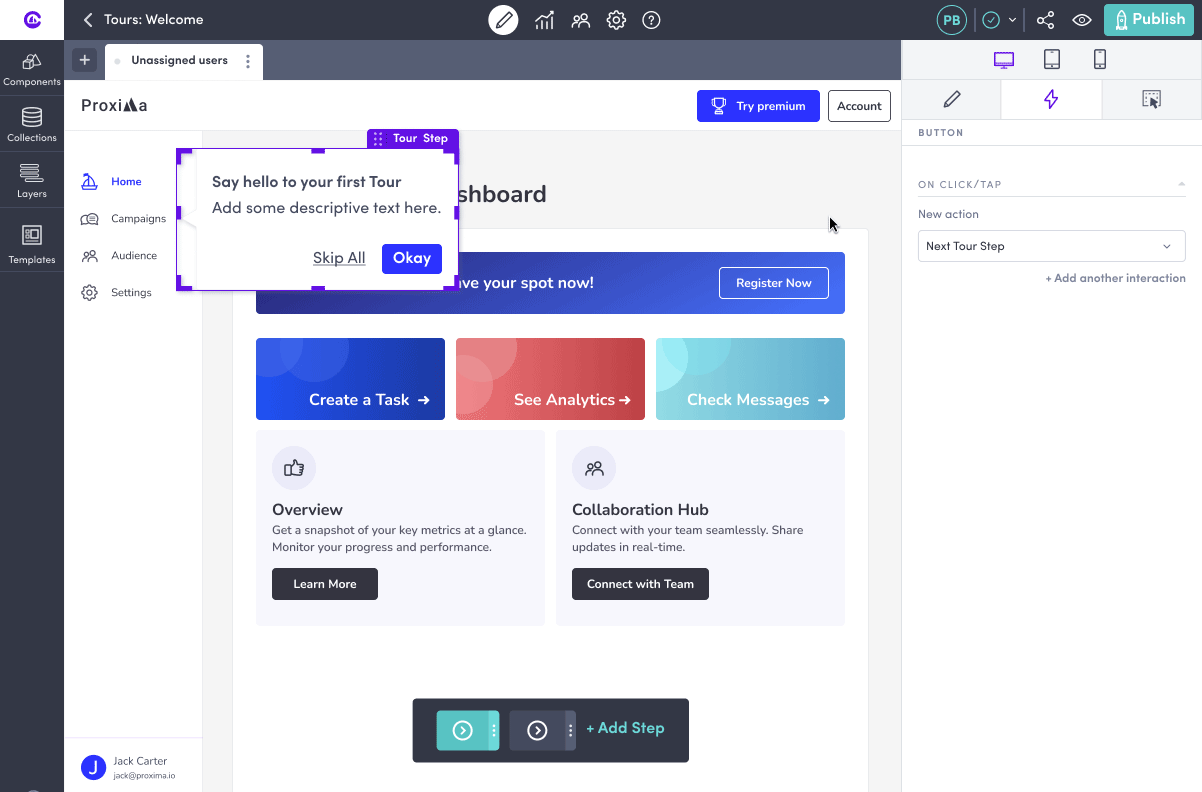 Tours: Welcome
PB
Publish
Components
Collections
Layers
Templates
+
Unassigned users
Proxima
Try premium
Account
Home
Campaigns
Audience
Settings
Tour Step
Say hello to your first Tour
Add some descriptive text here.
Skip All
Okay
shboard
ve your spot now!
Register Now
Create a Task →
See Analytics →
Check Messages →
Overview
Get a snapshot of your key metrics at a glance.
Monitor your progress and performance.
Learn More
Collaboration Hub
Connect with your team seamlessly. Share
updates in real-time.
Connect with Team
+ Add Step
J
Jack Carter
jack@proxima.io
BUTTON
ON CLICK/TAP
New action
Next Tour Step
+ Add another interaction